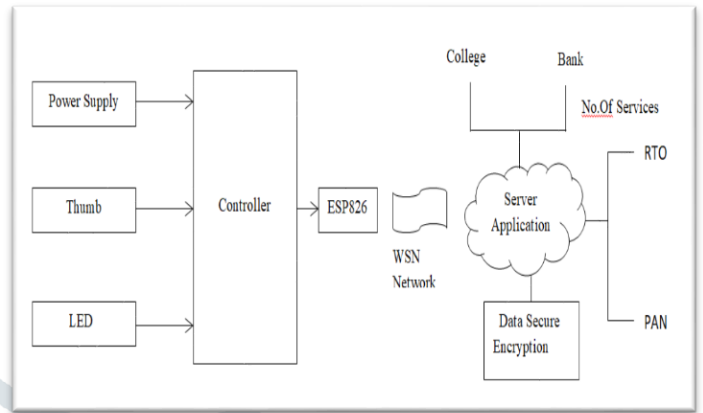 College
Bank
No.Of Services
Power Supply
RTO
Thumb
Controller
ESP826
Server
Application
WSN
Network
LED
Data Secure
Encryption
PAN